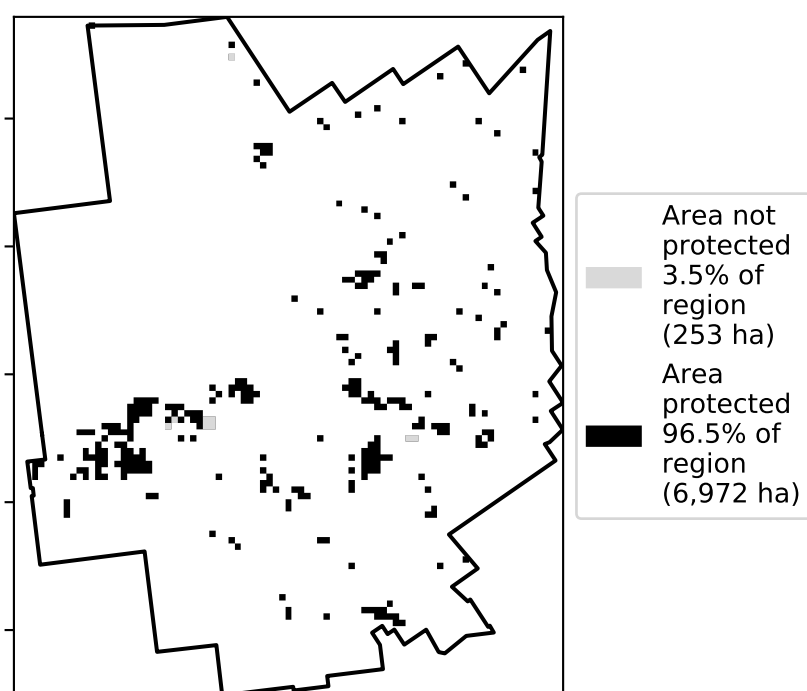 Area not
protected
3.5% of
region
(253 ha)
Area
protected
96.5% of
region
(6,972 ha)